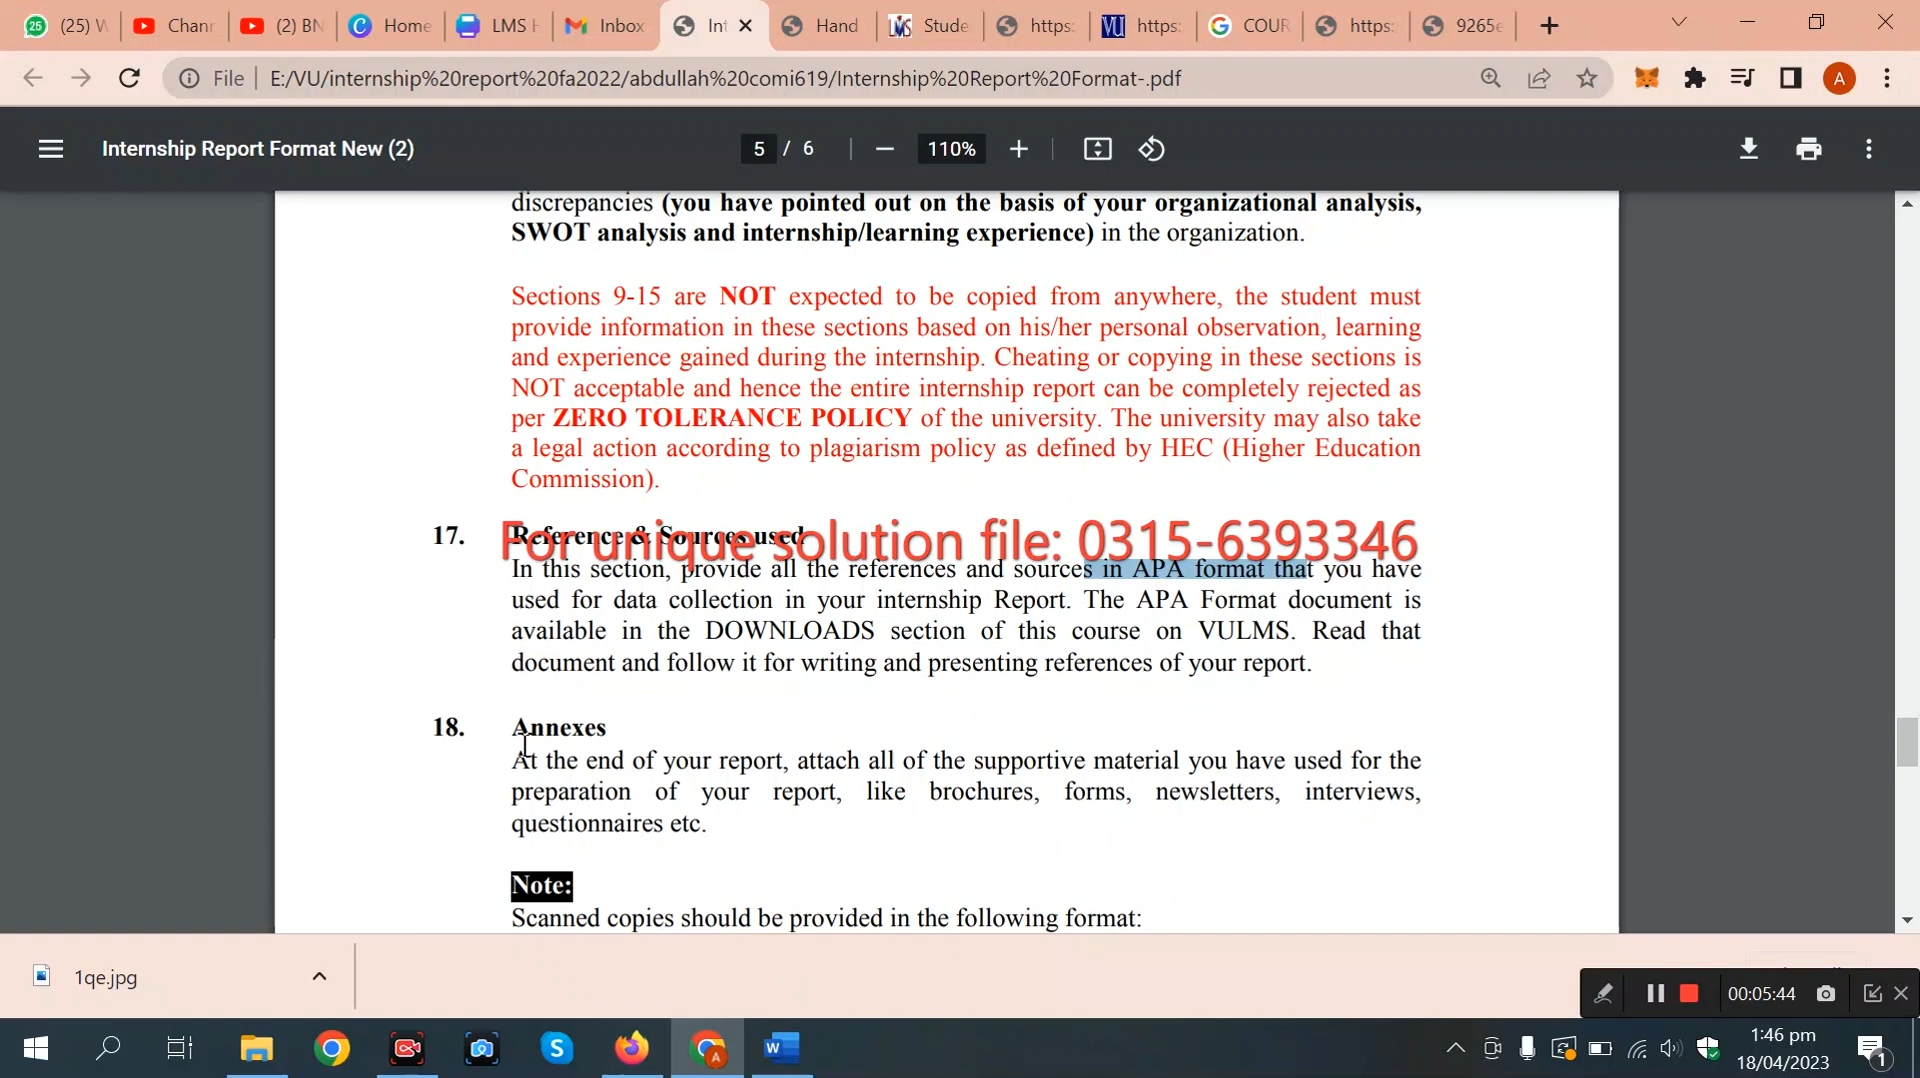 (25) W
Chann
(2) BN
Home
LMS H
Inbox
Int
Hand
Stude
https:
VU https:
COUR
https:
9265e
File E:/VU/internship%20report%20fa2022/abdullah%20comi619/Internship%20Report%20Format-.pdf
A
Internship Report Format New (2)
5 / 6
110%
discrepancies (you have pointed out on the basis of your organizational analysis,
SWOT analysis and internship/learning experience) in the organization.
Sections 9-15 are NOT expected to be copied from anywhere, the student must
provide information in these sections based on his/her personal observation, learning
and experience gained during the internship. Cheating or copying in these sections is
NOT acceptable and hence the entire internship report can be completely rejected as
per ZERO TOLERANCE POLICY of the university. The university may also take
a legal action according to plagiarism policy as defined by HEC (Higher Education
Commission).
17. Reference & Sources used
For unique solution file: 0315-6393346
In this section, provide all the references and sources in APA format that you have
used for data collection in your internship Report. The APA Format document is
available in the DOWNLOADS section of this course on VULMS. Read that
document and follow it for writing and presenting references of your report.
18. Annexes
At the end of your report, attach all of the supportive material you have used for the
preparation of your report, like brochures, forms, newsletters, interviews,
questionnaires etc.
Note:
Scanned copies should be provided in the following format:
1qe.jpg
00:05:44
1:46 pm
18/04/2023
1